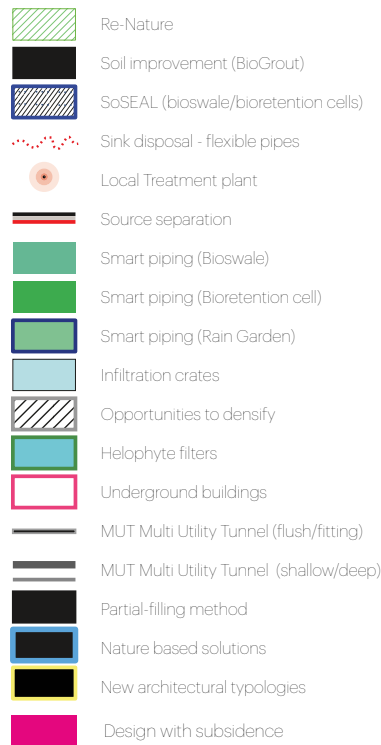 Re-Nature
Soil improvement (BioGrout)
SoSEAL (bioswale/bioretention cells)
Sink disposal - flexible pipes
Local Treatment plant
Source separation
Smart piping (Bioswale)
Smart piping (Bioretention cell)
Smart piping (Rain Garden)
Infiltration crates
Opportunities to densify
Helophyte filters
Underground buildings
MUT Multi Utility Tunnel (flush/fitting)
MUT Multi Utility Tunnel (shallow/deep)
Partial-filling method
Nature based solutions
New architectural typologies
Design with subsidence